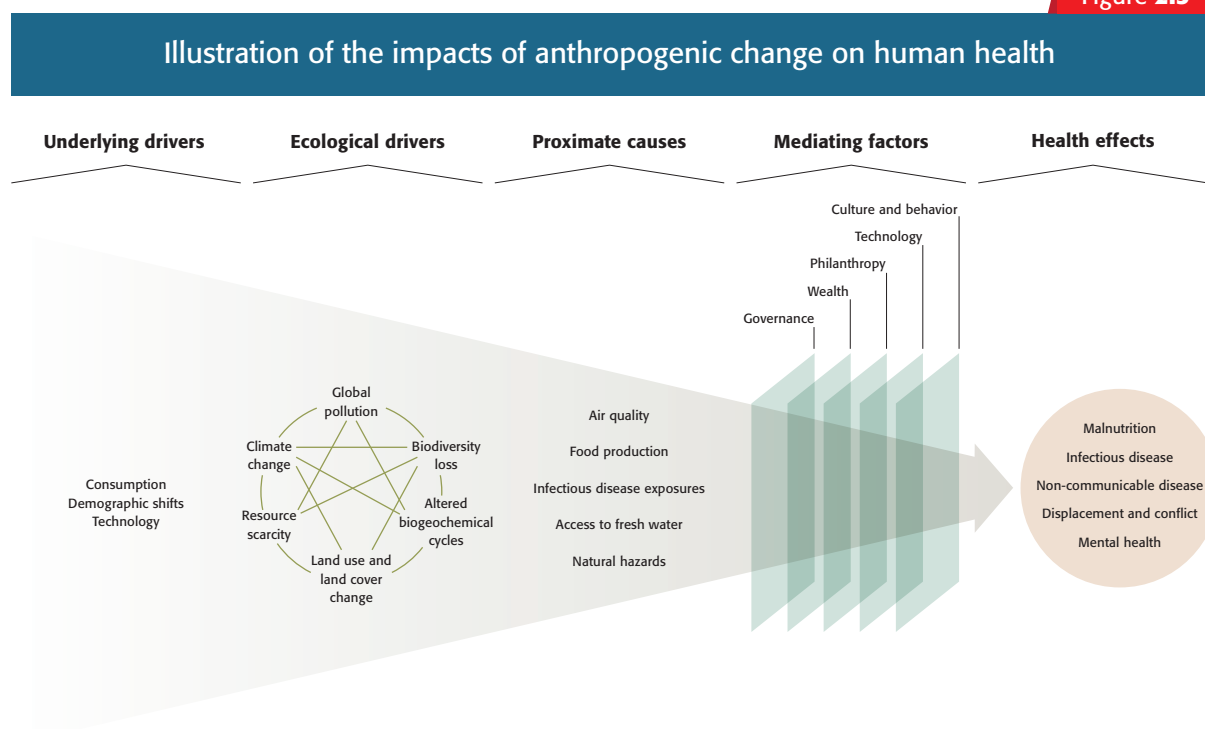 Figure 2.3
Illustration of the impacts of anthropogenic change on human health
Underlying drivers
Ecological drivers
Proximate causes
Mediating factors
Health effects
Consumption
Demographic shifts
Technology
Global
pollution
Climate
change
Biodiversity
loss
Resource
scarcity
Altered
biogeochemical
cycles
Land use and
land cover
change
Air quality
Food production
Infectious disease exposures
Access to fresh water
Natural hazards
Culture and behavior
Technology
Philanthropy
Wealth
Governance
Malnutrition
Infectious disease
Non-communicable disease
Displacement and conflict
Mental health